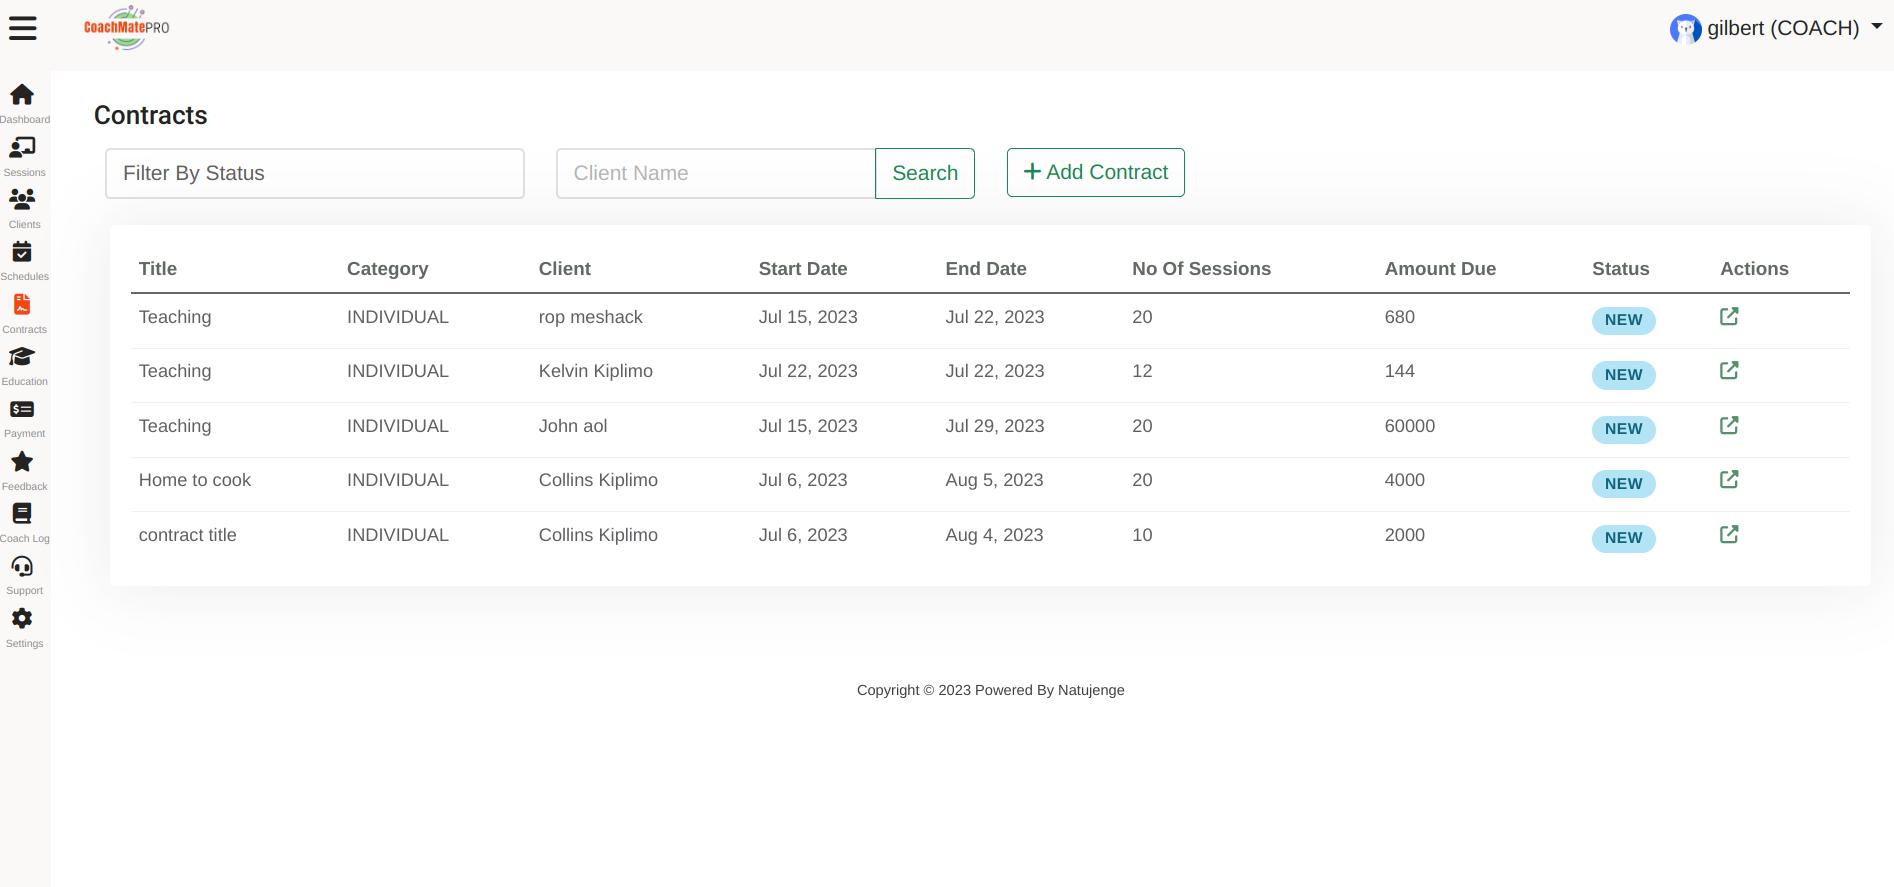 CoachMatePRO
gilbert (COACH)
Dashboard
Sessions
Clients
Schedules
Contracts
Education
Payment
Feedback
Coach Log
Support
Settings
Contracts
Filter By Status Client Name Search + Add Contract
Title Category Client Start Date End Date No Of Sessions Amount Due Status Actions
Teaching INDIVIDUAL rop meshack Jul 15, 2023 Jul 22, 2023 20 680 NEW
Teaching INDIVIDUAL Kelvin Kiplimo Jul 22, 2023 Jul 22, 2023 12 144 NEW
Teaching INDIVIDUAL John aol Jul 15, 2023 Jul 29, 2023 20 60000 NEW
Home to cook INDIVIDUAL Collins Kiplimo Jul 6, 2023 Aug 5, 2023 20 4000 NEW
contract title INDIVIDUAL Collins Kiplimo Jul 6, 2023 Aug 4, 2023 10 2000 NEW
Copyright © 2023 Powered By Natujenge